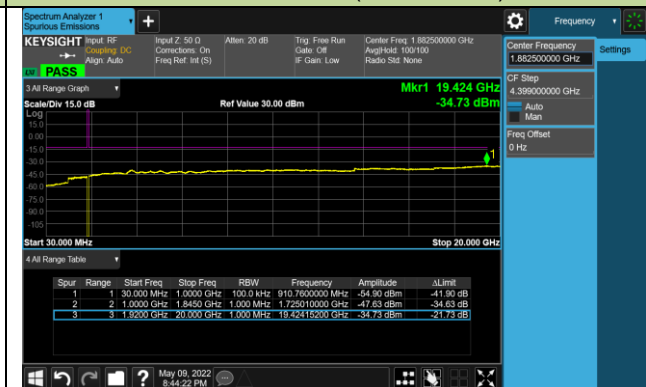 Spectrum Analyzer 1
Spurious Emissions
+
Frequency
KEYSIGHT Input: RF Input Z: 50 Ω Atten: 20 dB Trig: Free Run Center Freq: 1.882500000 GHz
Coupling: DC Corrections: On Gate: Off Avg|Hold: 100/100
Align: Auto Freq Ref: Int (S) IF Gain: Low Radio Std: None
PASS
Center Frequency
1.882500000 GHz
Settings
CF Step
4.399000000 GHz
Auto
Man
Freq Offset
0 Hz
3 All Range Graph
Mkr1 19.424 GHz
Scale/Div 15.0 dB Ref Value 30.00 dBm -34.73 dBm
Log
15.0
0.00
-15.0
-30.0
-45.0
-60.0
-75.0
-90.0
-105
1
Start 30.000 MHz Stop 20.000 GHz
4 All Range Table
Spur Range Start Freq Stop Freq RBW Frequency Amplitude ΔLimit
1 1 30.000 MHz 1.0000 GHz 100.0 kHz 910.7600000 MHz -54.90 dBm -41.90 dB
2 2 1.0000 GHz 1.8450 GHz 1.000 MHz 1.725010000 GHz -47.63 dBm -34.63 dB
3 3 1.9200 GHz 20.000 GHz 1.000 MHz 19.42415200 GHz -34.73 dBm -21.73 dB
?
May 09, 2022
8:44:22 PM